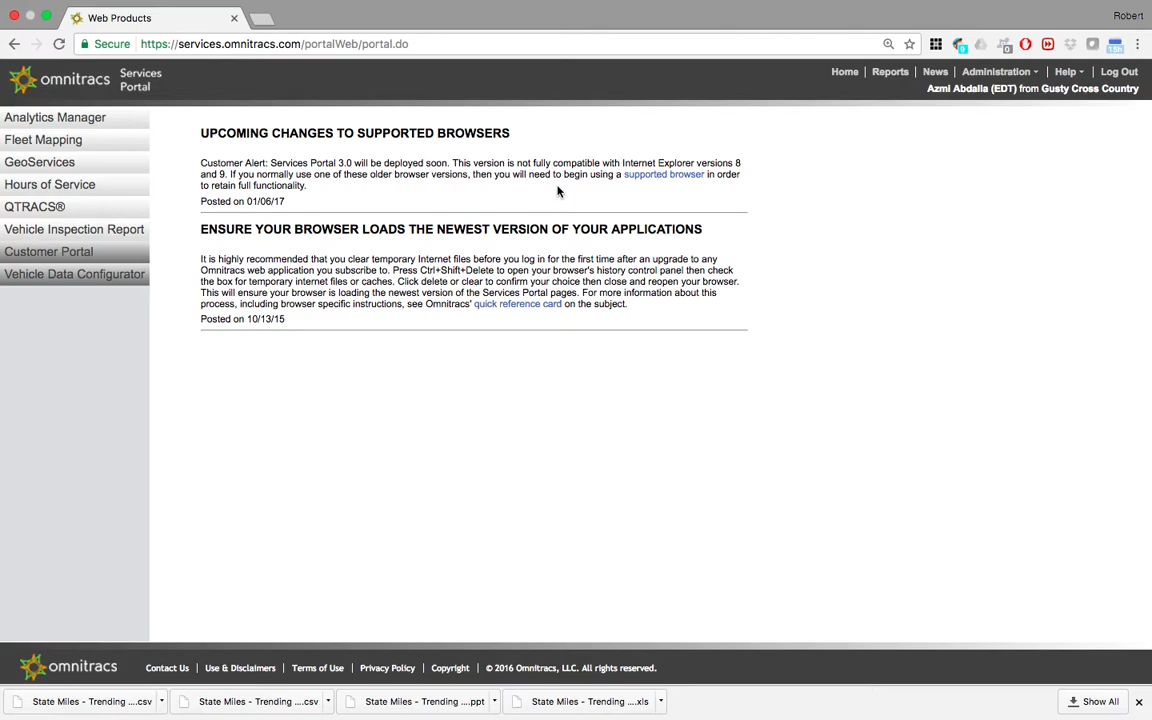 Web Products
Robert
Secure https://services.omnitracs.com/portalWeb/portal.do
omnitracs Services Portal
Home | Reports | News | Administration | Help | Log Out
Azmi Abdalla (EDT) from Gusty Cross Country
Analytics Manager
Fleet Mapping
GeoServices
Hours of Service
QTRACS®
Vehicle Inspection Report
Customer Portal
Vehicle Data Configurator
UPCOMING CHANGES TO SUPPORTED BROWSERS
Customer Alert: Services Portal 3.0 will be deployed soon. This version is not fully compatible with Internet Explorer versions 8
and 9. If you normally use one of these older browser versions, then you will need to begin using a supported browser in order
to retain full functionality.
Posted on 01/06/17
ENSURE YOUR BROWSER LOADS THE NEWEST VERSION OF YOUR APPLICATIONS
It is highly recommended that you clear temporary Internet files before you log in for the first time after an upgrade to any
Omnitracs web application you subscribe to. Press Ctrl+Shift+Delete to open your browser's history control panel then check
the box for temporary internet files or caches. Click delete or clear to confirm your choice then close and reopen your browser.
This will ensure your browser is loading the newest version of the Services Portal pages. For more information about this
process, including browser specific instructions, see Omnitracs' quick reference card on the subject.
Posted on 10/13/15
omnitracs Contact Us | Use & Disclaimers | Terms of Use | Privacy Policy | Copyright | © 2016 Omnitracs, LLC. All rights reserved.
State Miles - Trending ....csv State Miles - Trending ....csv State Miles - Trending ....ppt State Miles - Trending ....xls Show All